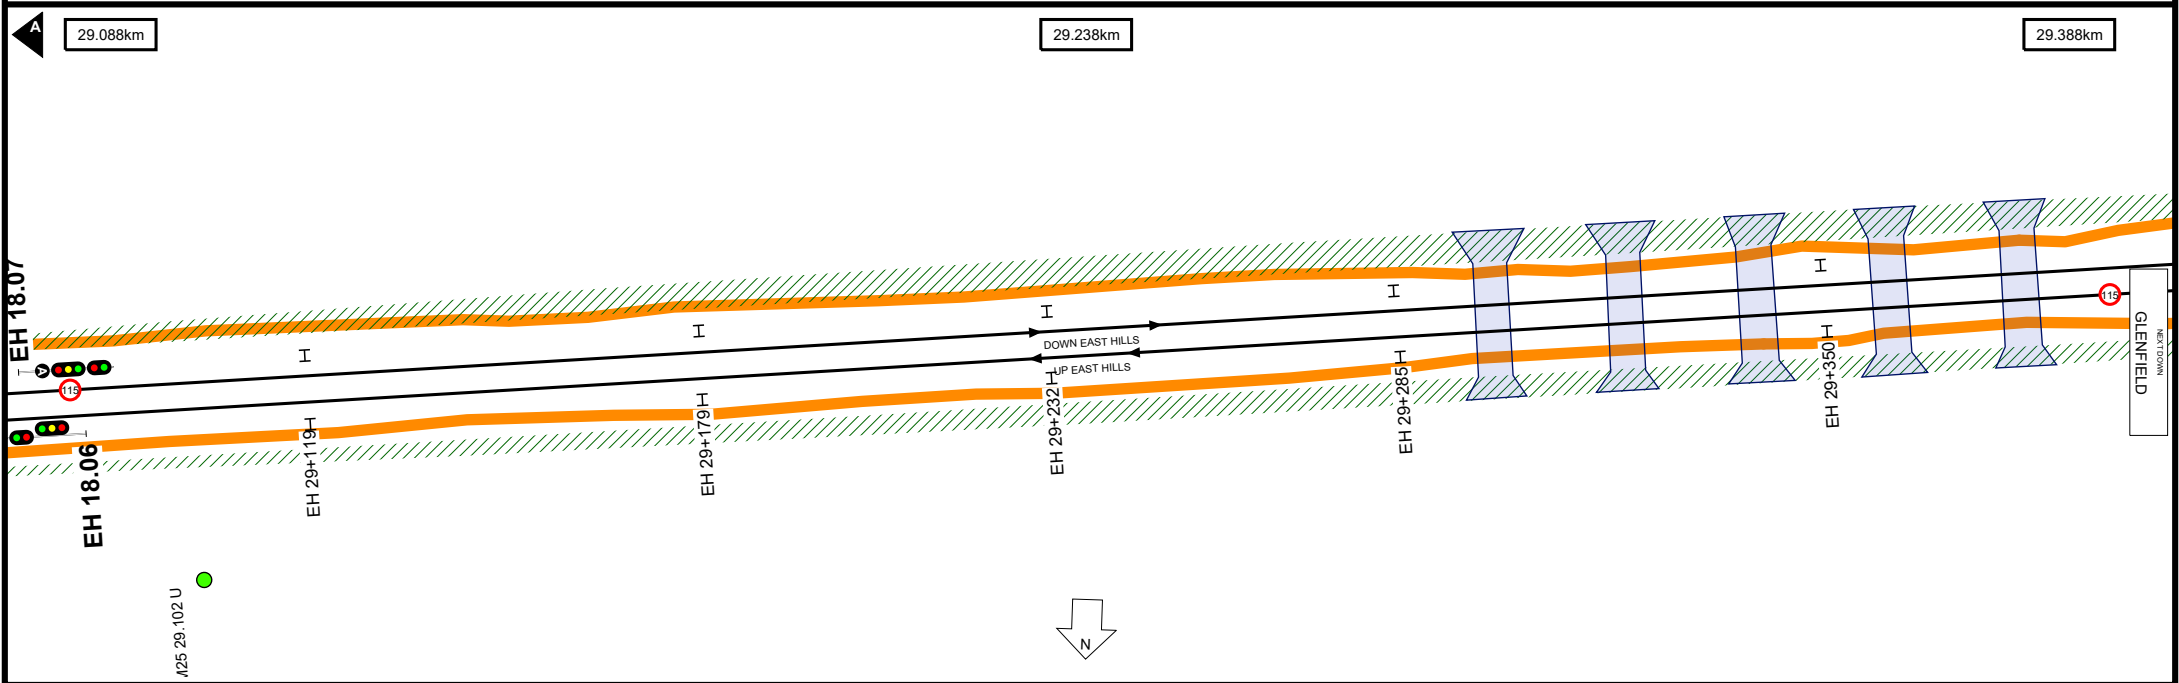 A
29.088km
29.238km
29.388km
EH 18.07
A
115
EH 18.06
EH 29+119
EH 29+179
DOWN EAST HILLS
UP EAST HILLS
EH 29+232
EH 29+285
EH 29+350
115
NEXT DOWN
GLENFIELD
29.102 U
N